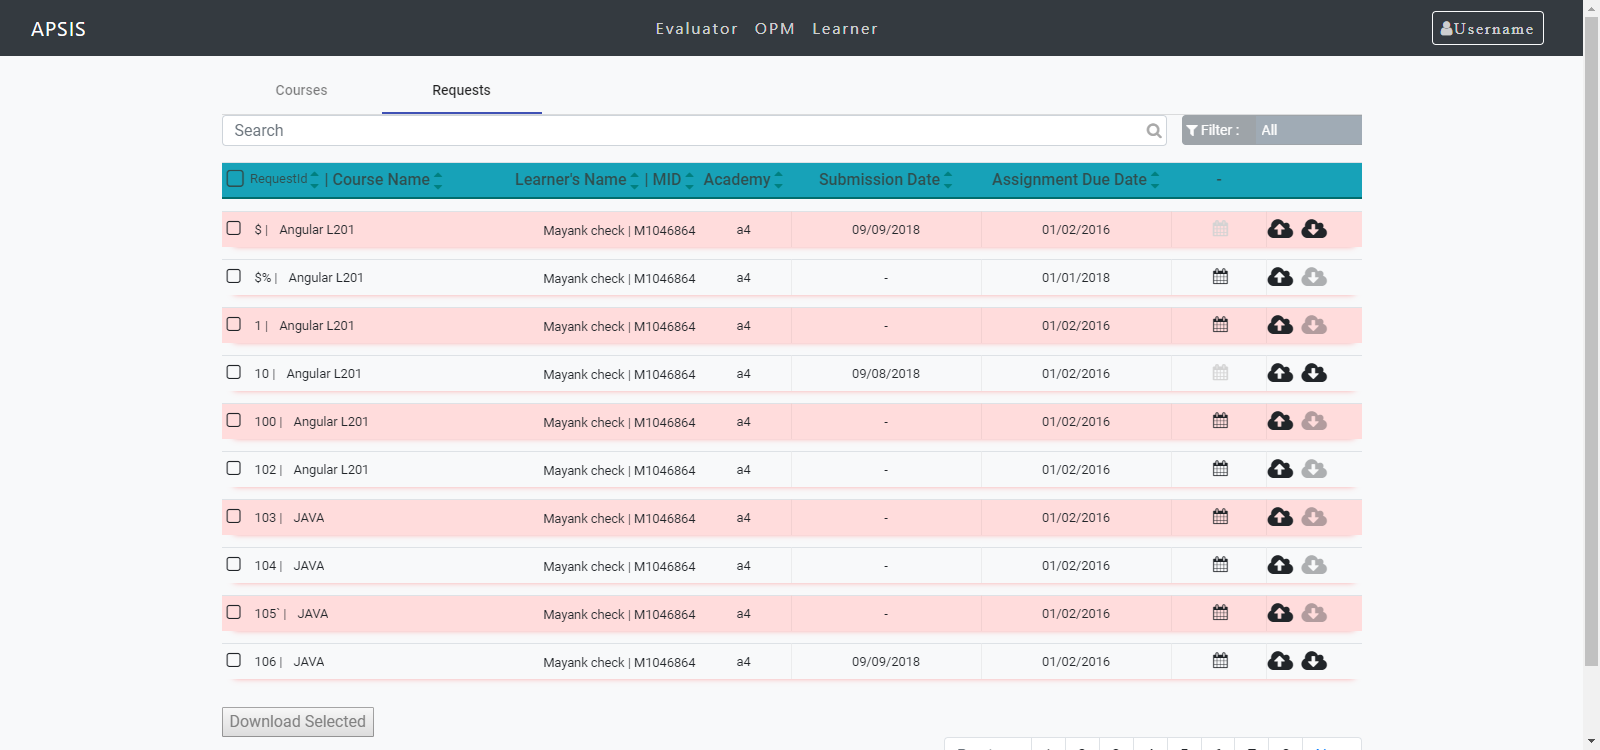 APSIS Evaluator OPM Learner Username
Courses Requests
Search Filter : All
RequestId | Course Name Learner's Name | MID Academy Submission Date Assignment Due Date -
$ | Angular L201 Mayank check | M1046864 a4 09/09/2018 01/02/2016
$% | Angular L201 Mayank check | M1046864 a4 - 01/01/2018
1 | Angular L201 Mayank check | M1046864 a4 - 01/02/2016
10 | Angular L201 Mayank check | M1046864 a4 09/08/2018 01/02/2016
100 | Angular L201 Mayank check | M1046864 a4 - 01/02/2016
102 | Angular L201 Mayank check | M1046864 a4 - 01/02/2016
103 | JAVA Mayank check | M1046864 a4 - 01/02/2016
104 | JAVA Mayank check | M1046864 a4 - 01/02/2016
105` | JAVA Mayank check | M1046864 a4 - 01/02/2016
106 | JAVA Mayank check | M1046864 a4 09/09/2018 01/02/2016
Download Selected